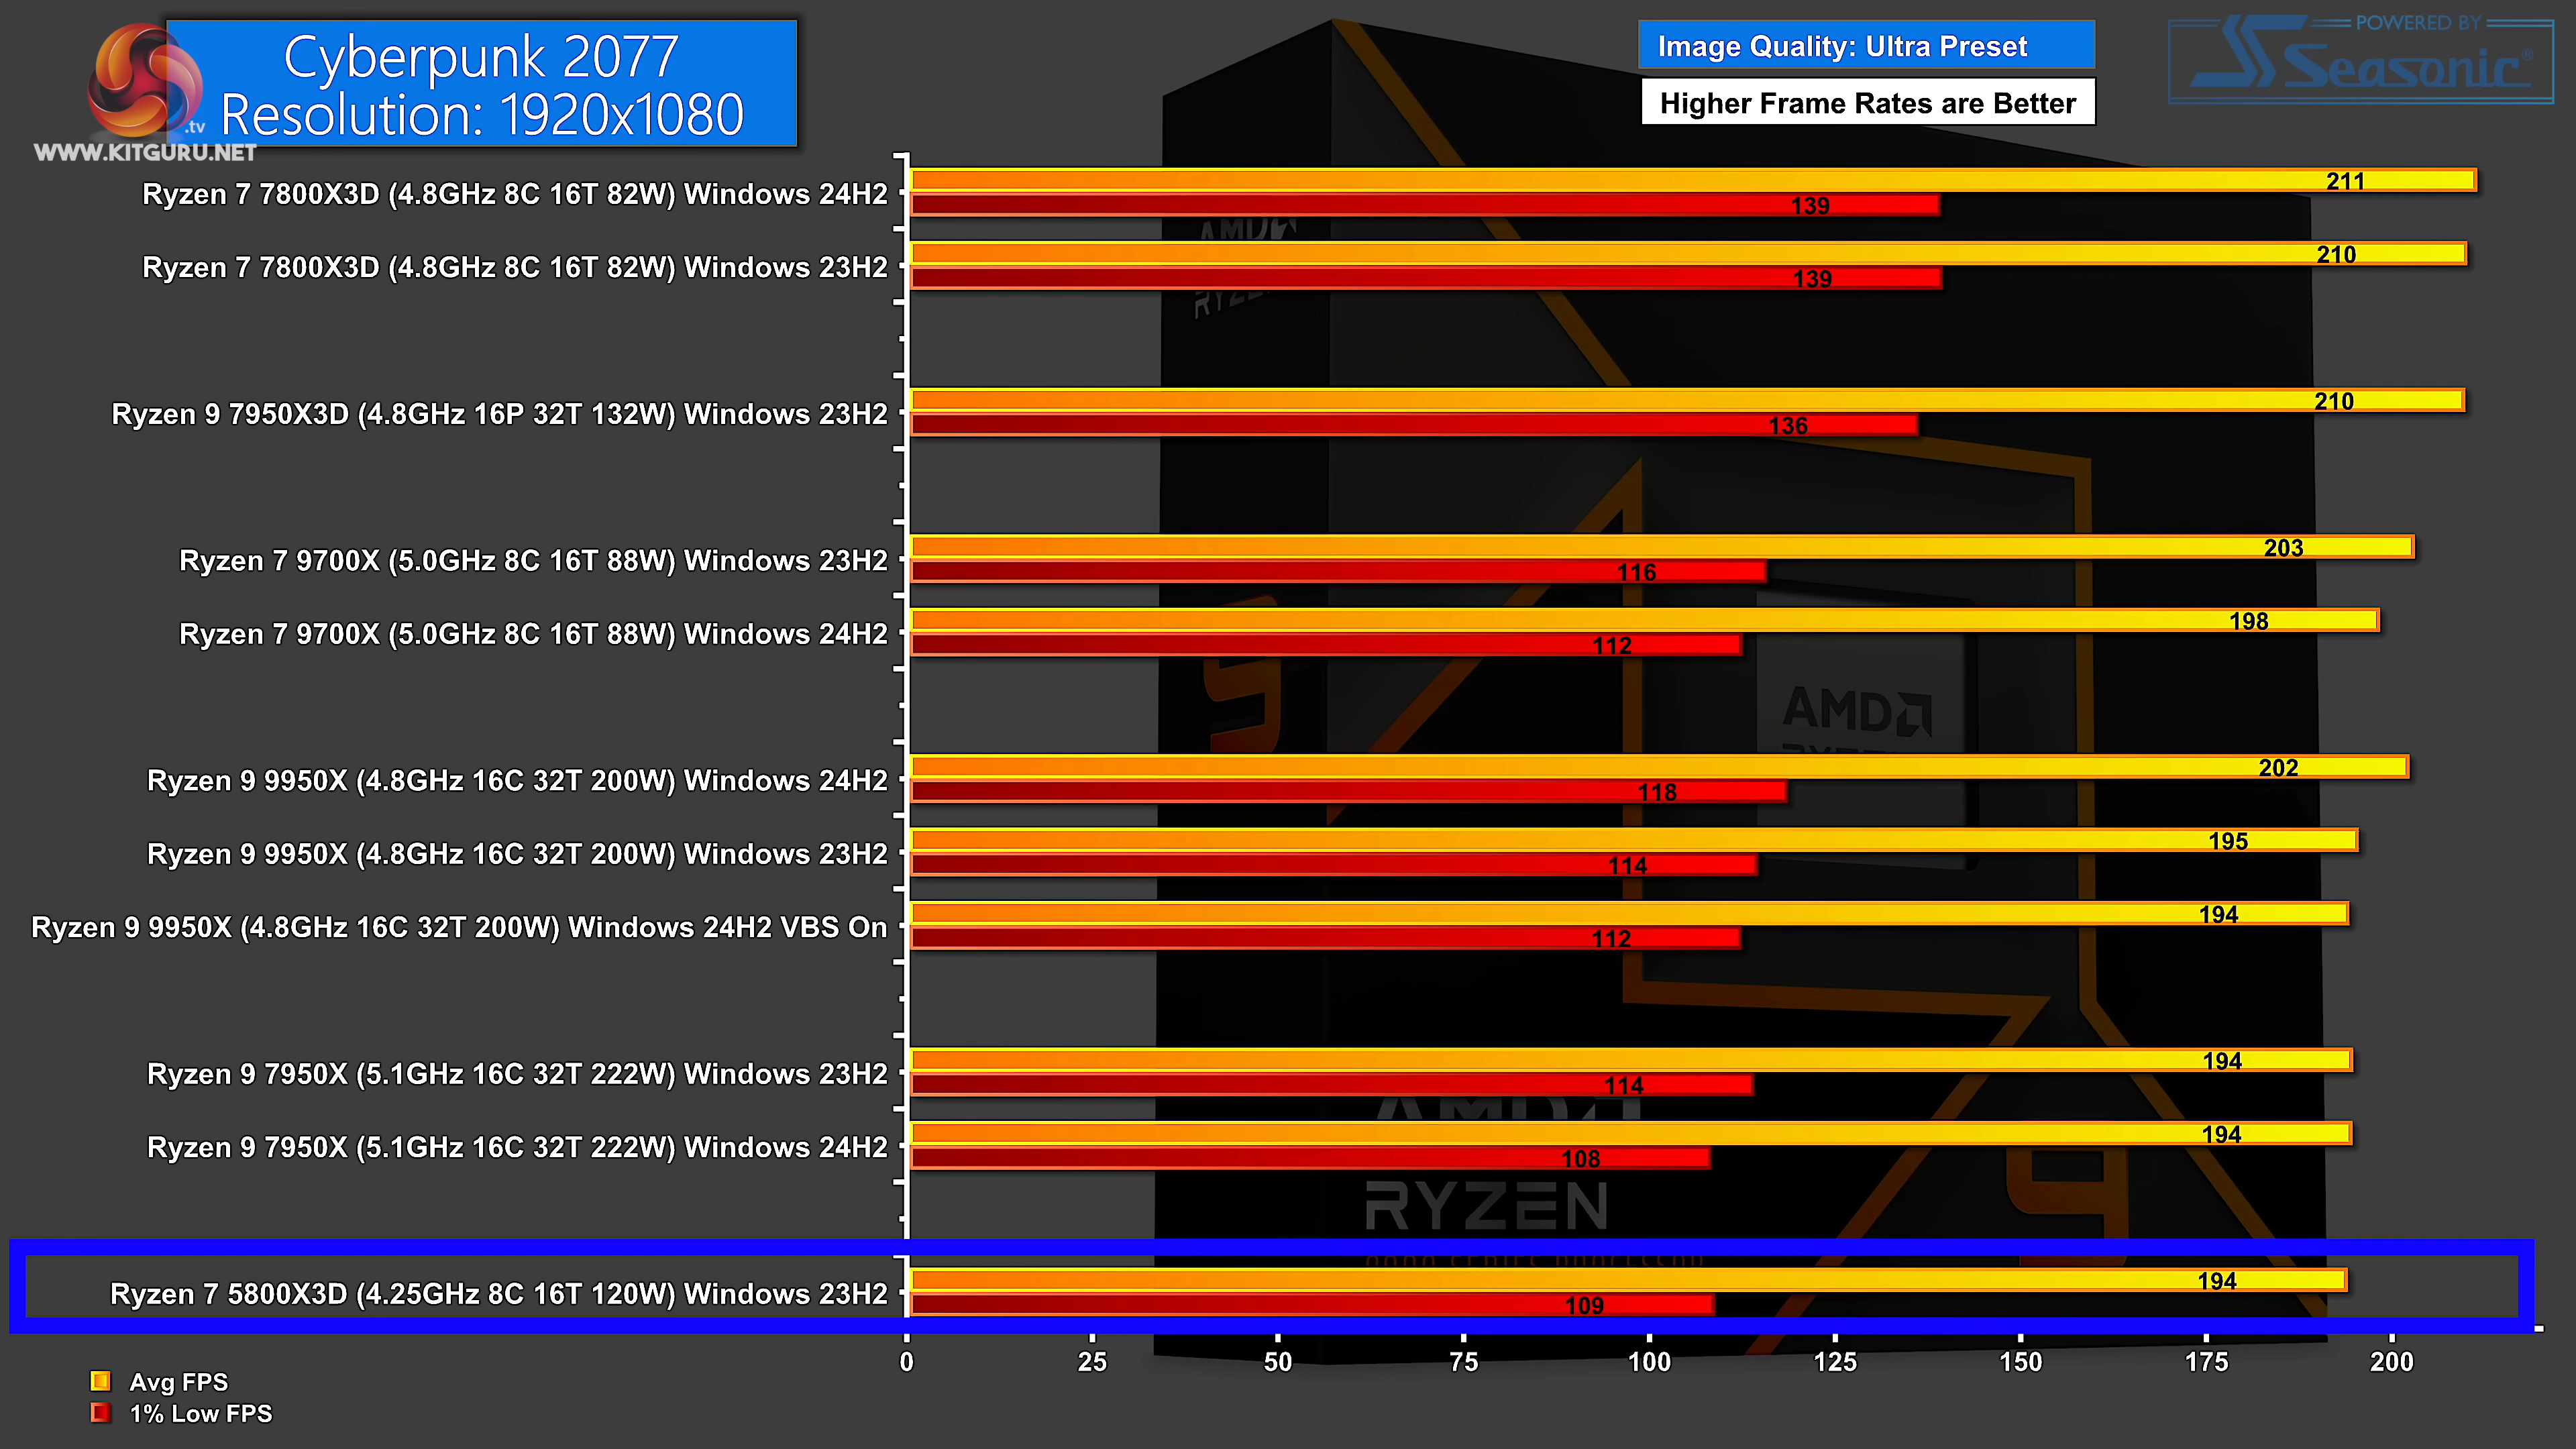 Cyberpunk 2077
Resolution: 1920x1080
.tv
WWW.KITGURU.NET
Image Quality: Ultra Preset
Higher Frame Rates are Better
POWERED BY
Seasonic®
Ryzen 7 7800X3D (4.8GHz 8C 16T 82W) Windows 24H2
211
139
Ryzen 7 7800X3D (4.8GHz 8C 16T 82W) Windows 23H2
210
139
Ryzen 9 7950X3D (4.8GHz 16P 32T 132W) Windows 23H2
210
136
Ryzen 7 9700X (5.0GHz 8C 16T 88W) Windows 23H2
203
116
Ryzen 7 9700X (5.0GHz 8C 16T 88W) Windows 24H2
198
112
Ryzen 9 9950X (4.8GHz 16C 32T 200W) Windows 24H2
202
118
Ryzen 9 9950X (4.8GHz 16C 32T 200W) Windows 23H2
195
114
Ryzen 9 9950X (4.8GHz 16C 32T 200W) Windows 24H2 VBS On
194
112
Ryzen 9 7950X (5.1GHz 16C 32T 222W) Windows 23H2
194
114
Ryzen 9 7950X (5.1GHz 16C 32T 222W) Windows 24H2
194
108
Ryzen 7 5800X3D (4.25GHz 8C 16T 120W) Windows 23H2
194
109
0 25 50 75 100 125 150 175 200
Avg FPS
1% Low FPS
AMD
RYZEN
9
AMD
AMD
RYZEN
9